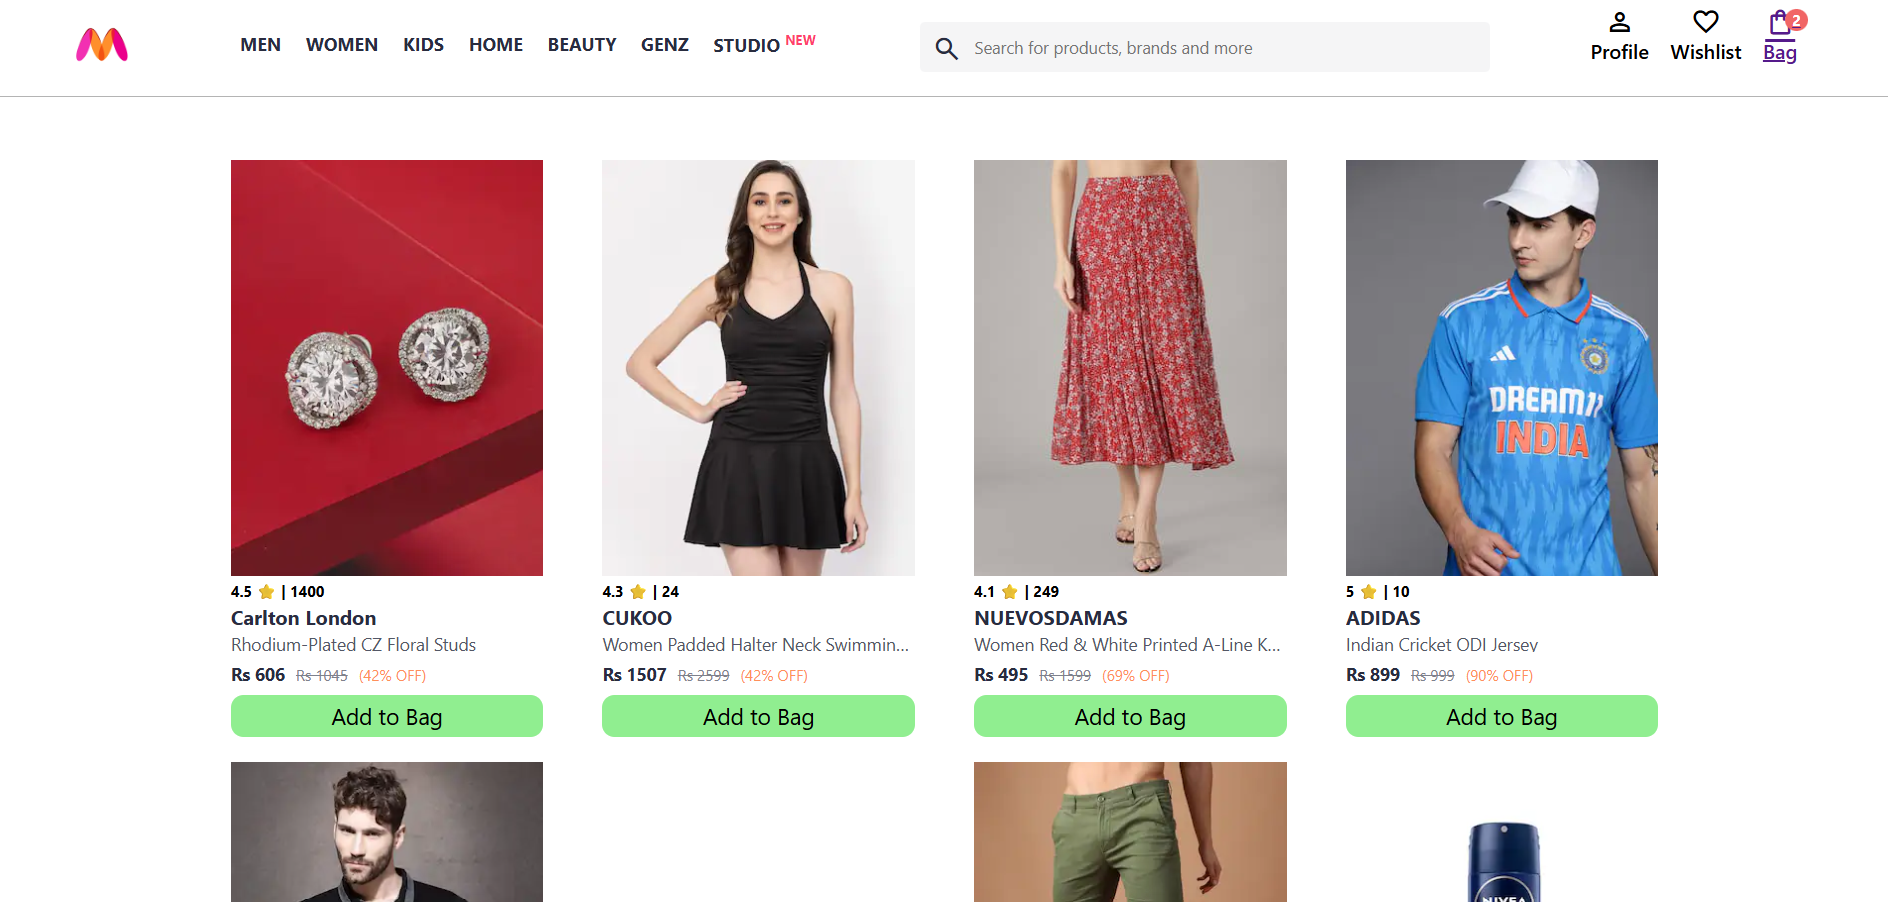 MEN WOMEN KIDS HOME BEAUTY GENZ STUDIO NEW
Search for products, brands and more
Profile Wishlist Bag 2
DREAM11
INDIA
4.5 | 1400
Carlton London
Rhodium-Plated CZ Floral Studs
Rs 606 Rs 1045 (42% OFF)
Add to Bag
4.3 | 24
CUKOO
Women Padded Halter Neck Swimmin...
Rs 1507 Rs 2599 (42% OFF)
Add to Bag
4.1 | 249
NUEVOSDAMAS
Women Red & White Printed A-Line K...
Rs 495 Rs 1599 (69% OFF)
Add to Bag
5 | 10
ADIDAS
Indian Cricket ODI Jersey
Rs 899 Rs 999 (90% OFF)
Add to Bag
NIVEA